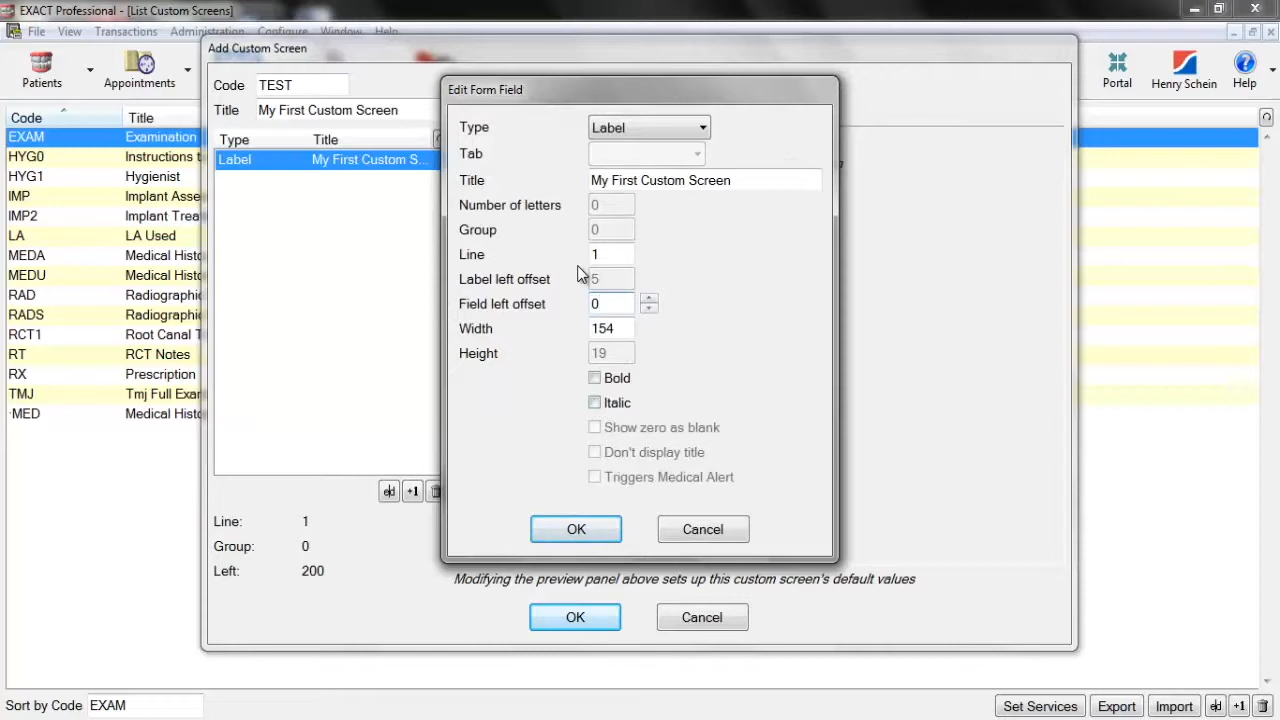 EXACT Professional - [List Custom Screens]
File View Transactions Administration Configure Window Help
Patients Appointments Portal Henry Schein Help
Add Custom Screen
Code TEST
Title My First Custom Screen
Type Title
Label My First Custom S...
Line: 1
Group: 0
Left: 200
Modifying the preview panel above sets up this custom screen's default values
OK Cancel
Edit Form Field
Type Label
Tab
Title My First Custom Screen
Number of letters 0
Group 0
Line 1
Label left offset 5
Field left offset 0
Width 154
Height 19
Bold
Italic
Show zero as blank
Don't display title
Triggers Medical Alert
OK Cancel
Code Title
EXAM Examination
HYG0 Instructions t
HYG1 Hygienist
IMP Implant Asse
IMP2 Implant Trea
LA LA Used
MEDA Medical Histo
MEDU Medical Histo
RAD Radiographic
RADS Radiographic
RCT1 Root Canal T
RT RCT Notes
RX Prescription
TMJ Tmj Full Exar
·MED Medical Histo
Sort by Code EXAM
Set Services Export Import +1